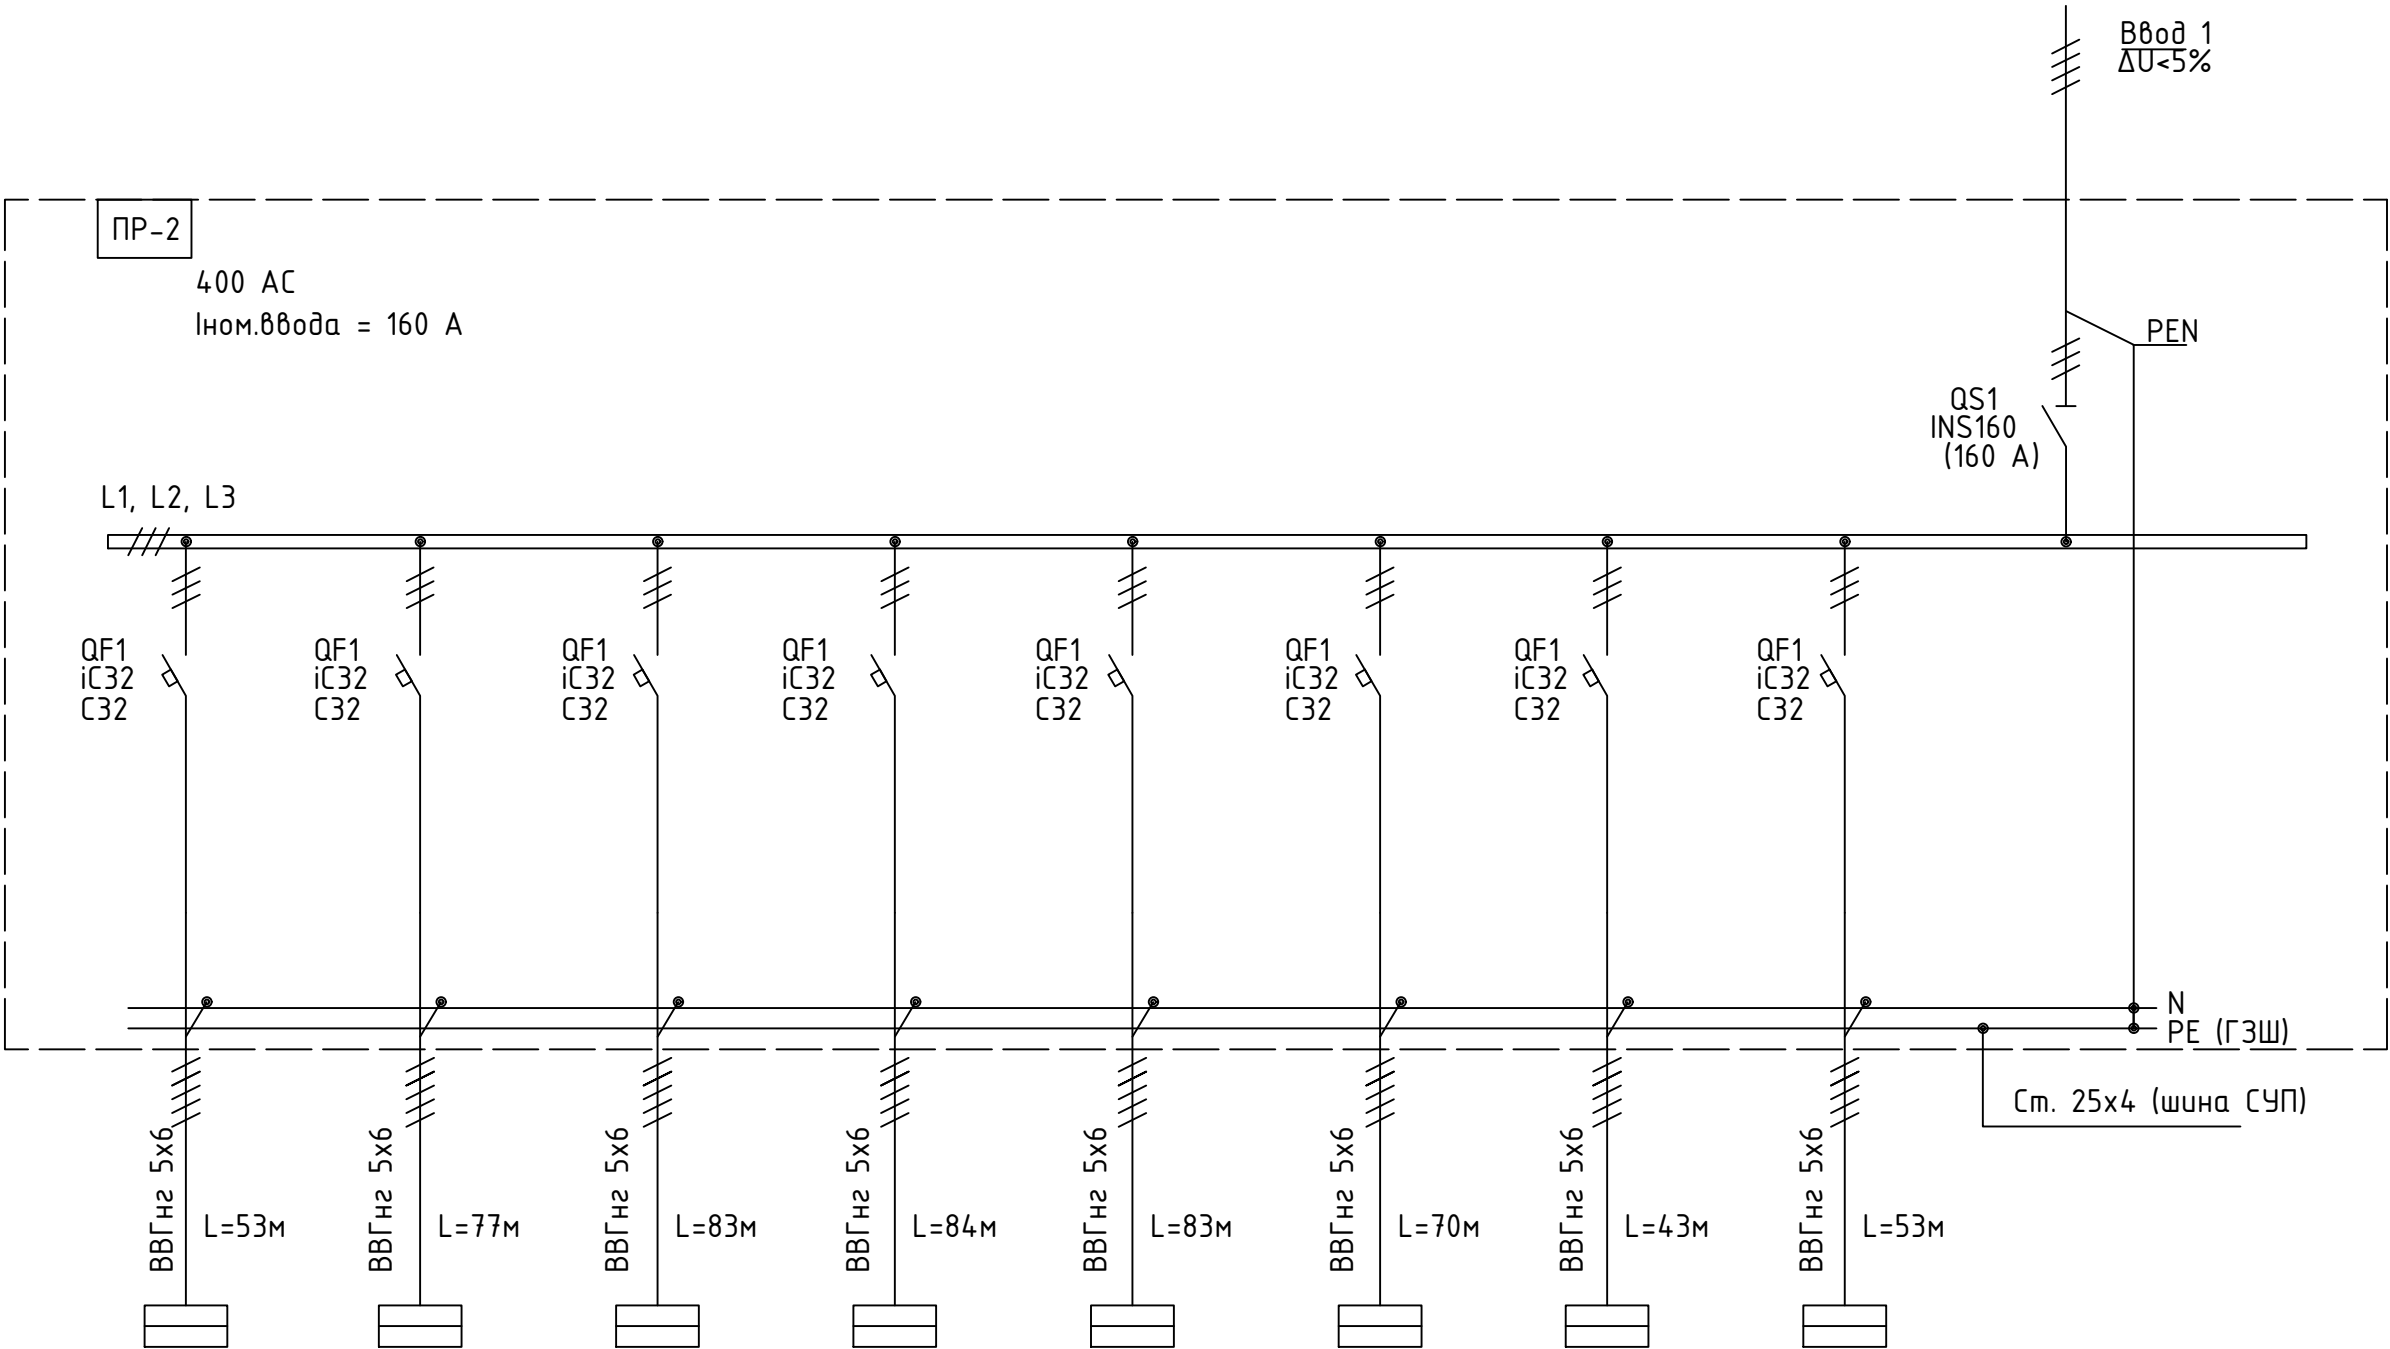 Ввод 1
ΔU<5%
ПР-2
400 АС
Iном.ввода = 160 А
PEN
QS1
INS160
(160 А)
L1, L2, L3
QF1
iC32
C32
QF1
iC32
C32
QF1
iC32
C32
QF1
iC32
C32
QF1
iC32
C32
QF1
iC32
C32
QF1
iC32
C32
QF1
iC32
C32
N
PE (ГЗШ)
Ст. 25х4 (шина СУП)
ВВГнг 5х6
L=53м
ВВГнг 5х6
L=77м
ВВГнг 5х6
L=83м
ВВГнг 5х6
L=84м
ВВГнг 5х6
L=83м
ВВГнг 5х6
L=70м
ВВГнг 5х6
L=43м
ВВГнг 5х6
L=53м